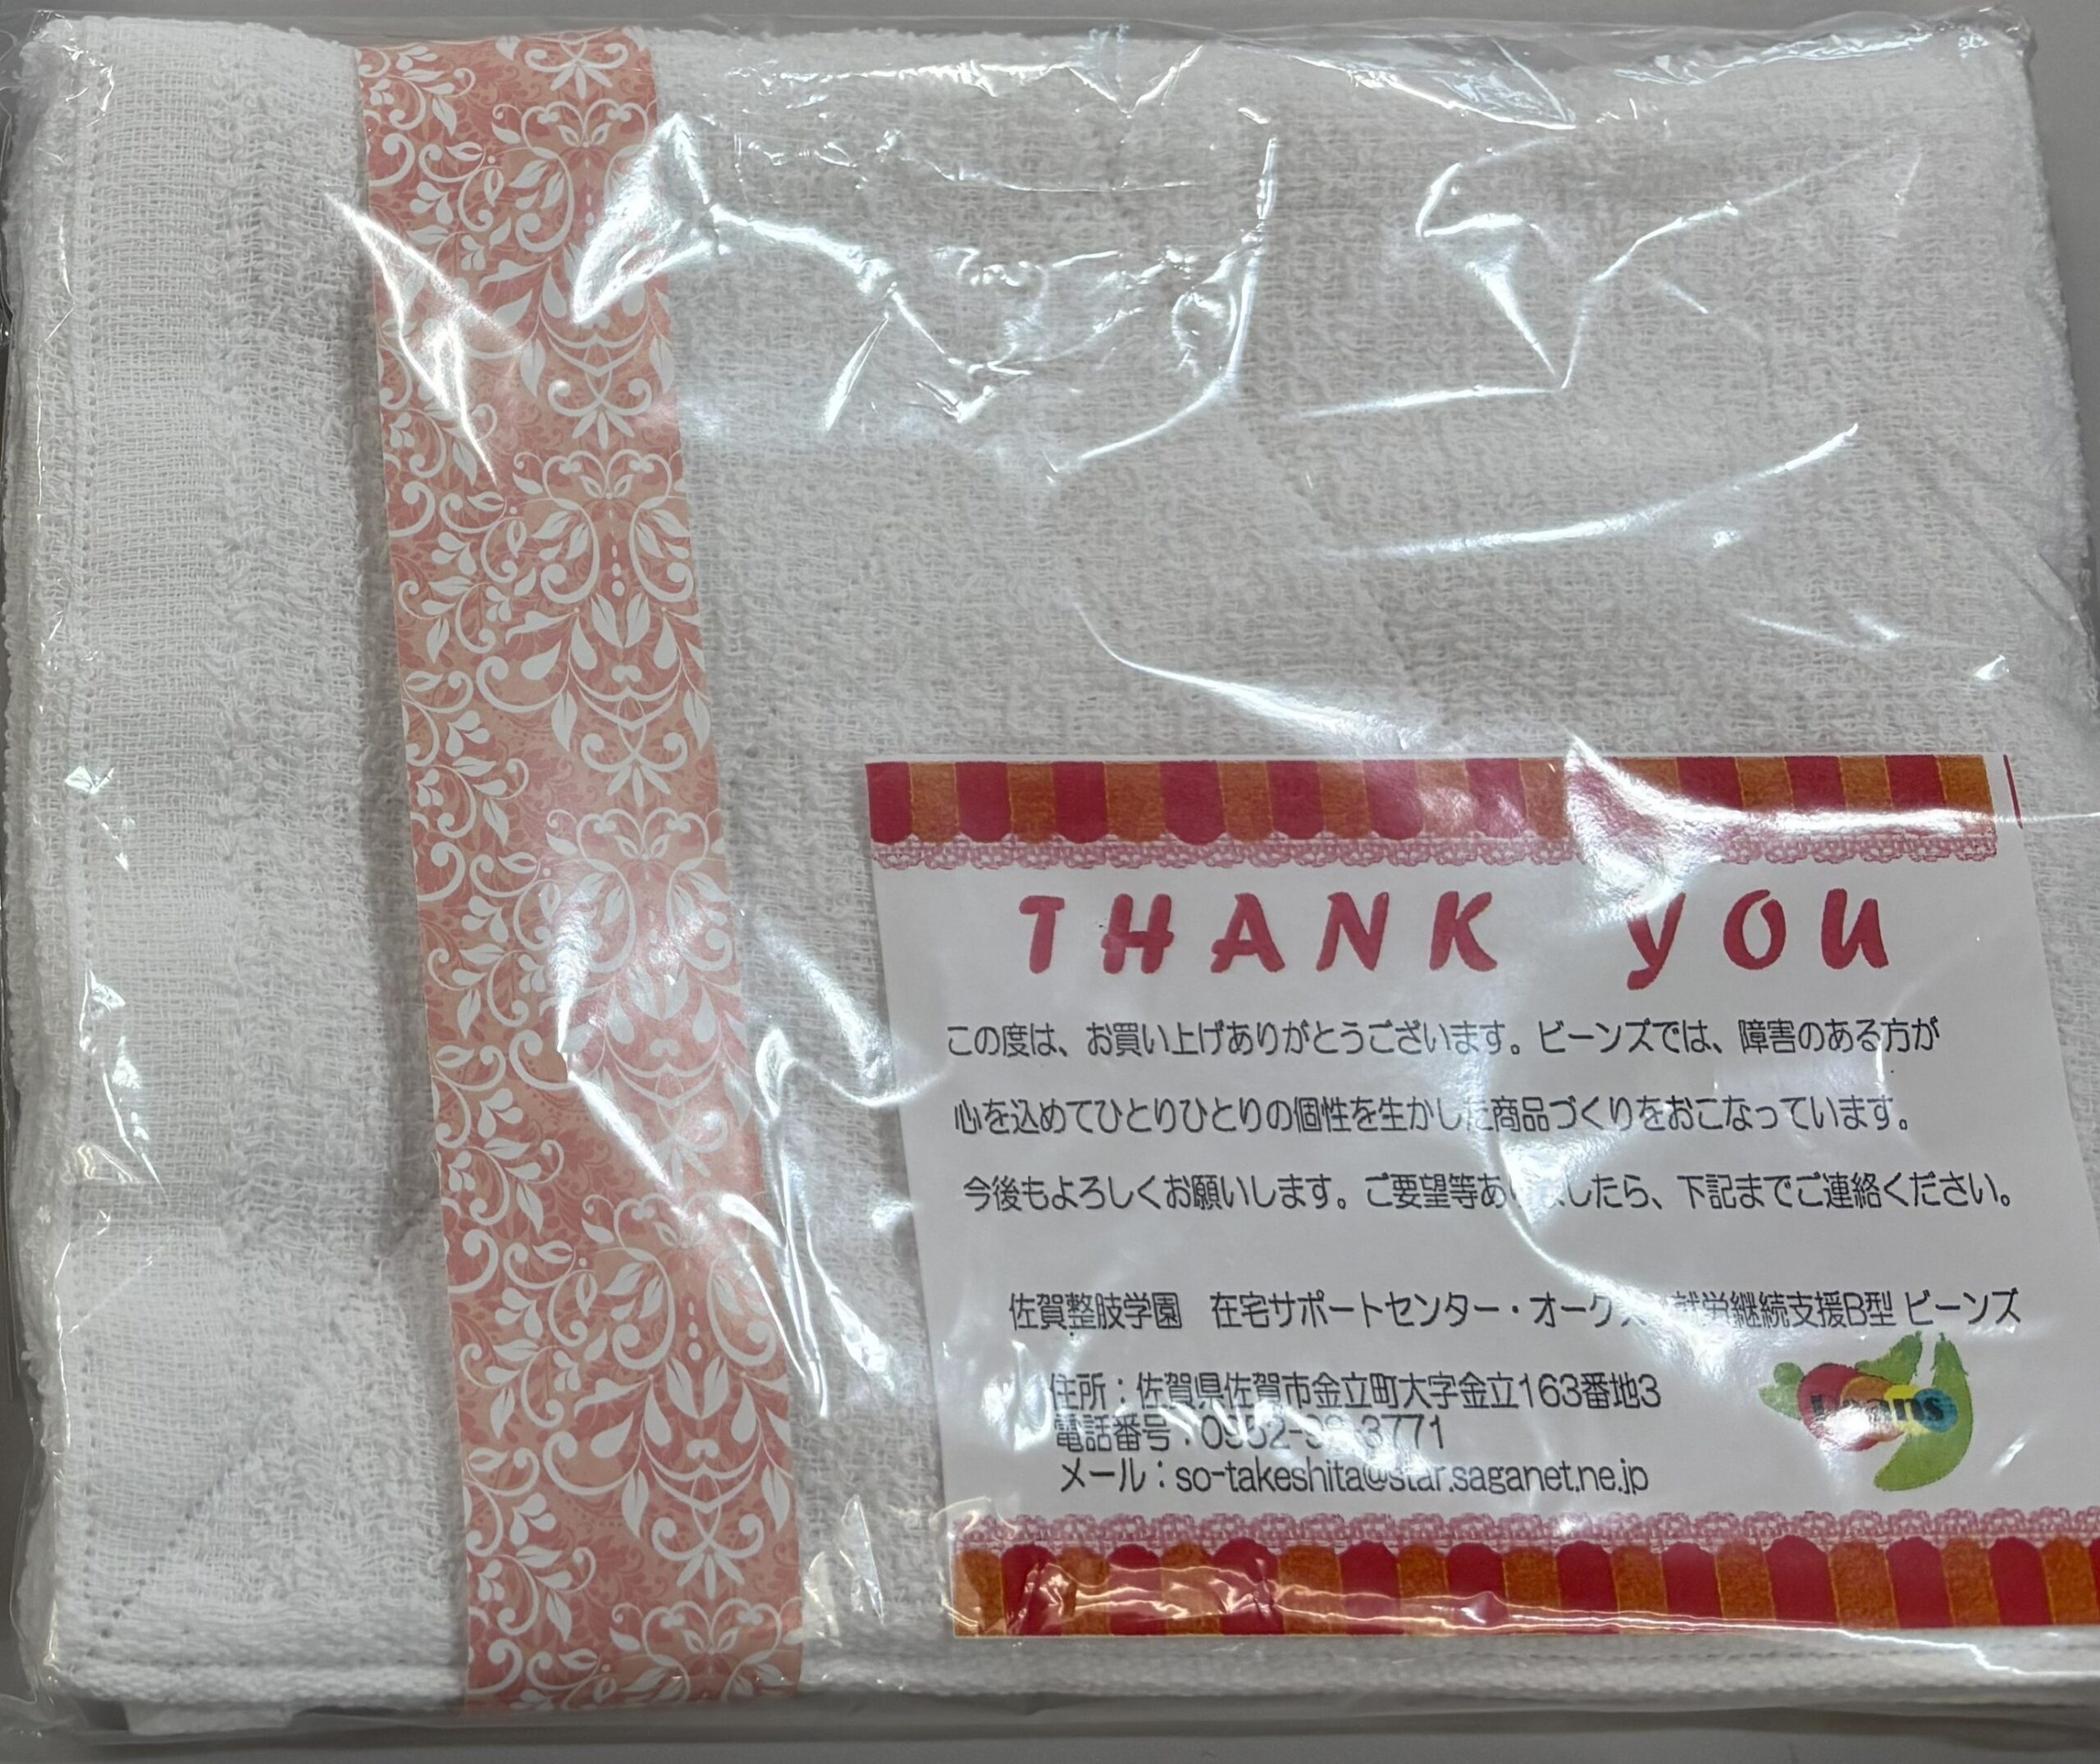 THANK YOU
この度は、お買い上げありがとうございます。ビーンズでは、障害のある方が
心を込めてひとりひとりの個性を生かした商品づくりをおこなっています。
今後もよろしくお願いします。ご要望等ありましたら、下記までご連絡ください。
佐賀整肢学園 在宅サポートセンター・オークス 就労継続支援B型 ビーンズ
住所：佐賀県佐賀市金立町大字金立163番地3
電話番号：0952-98-3771
メール：so-takeshita@star.saganet.ne.jp